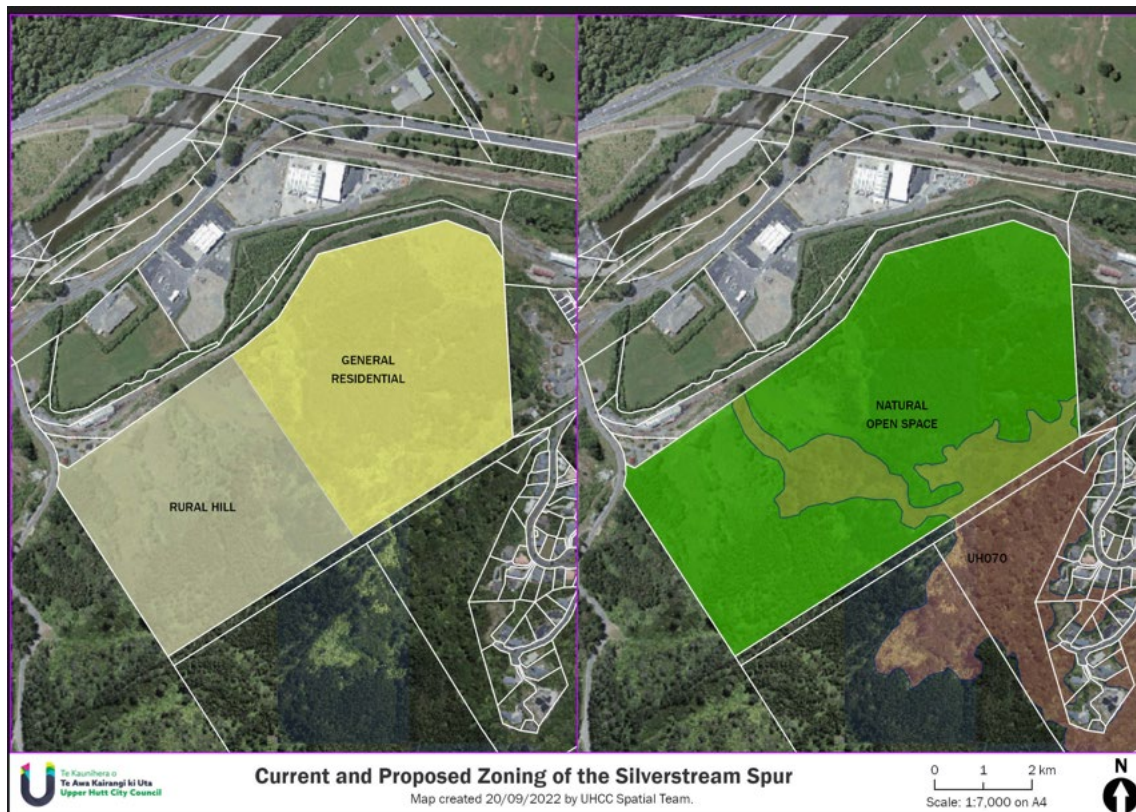 GENERAL
RESIDENTIAL
RURAL HILL
NATURAL
OPEN SPACE
UH070
Te Kaunihera o
Te Awa Kairangi ki Uta
Upper Hutt City Council
Current and Proposed Zoning of the Silverstream Spur
Map created 20/09/2022 by UHCC Spatial Team.
0 1 2 km
Scale: 1:7,000 on A4
N